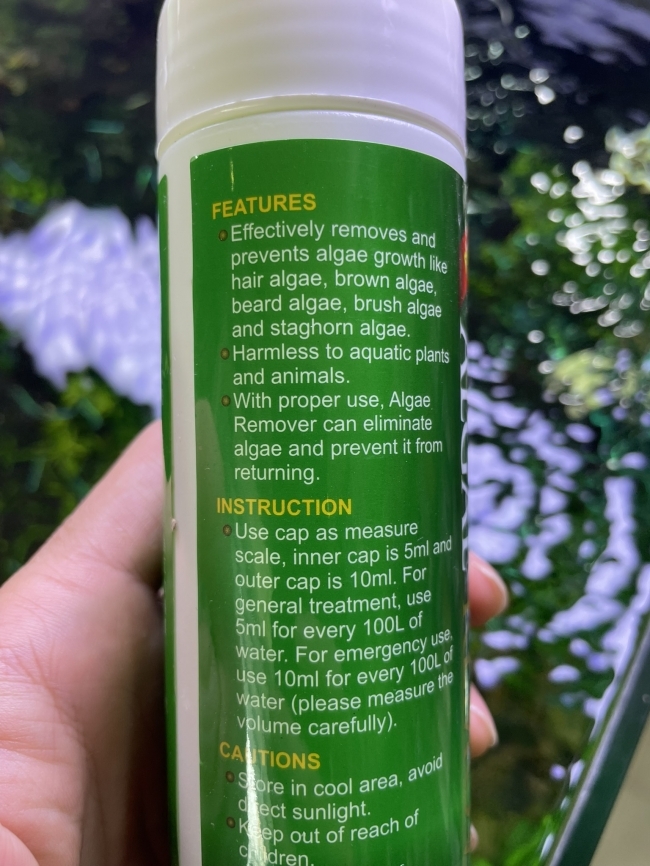 FEATURES
Effectively removes and
prevents algae growth like
hair algae, brown algae,
beard algae, brush algae
and staghorn algae.
Harmless to aquatic plants
and animals.
With proper use, Algae
Remover can eliminate
algae and prevent it from
returning.
INSTRUCTION
Use cap as measure
scale, inner cap is 5ml and
outer cap is 10ml. For
general treatment, use
5ml for every 100L of
water. For emergency use,
use 10ml for every 100L of
water (please measure the
volume carefully).
CAUTIONS
Store in cool area, avoid
direct sunlight.
Keep out of reach of
children.